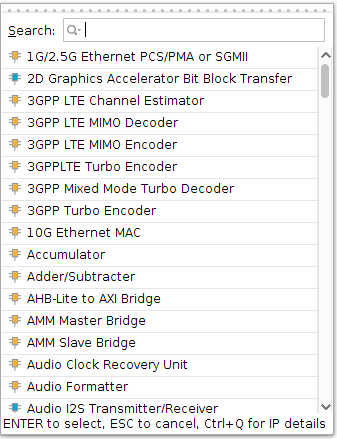 Search:
1G/2.5G Ethernet PCS/PMA or SGMII
2D Graphics Accelerator Bit Block Transfer
3GPP LTE Channel Estimator
3GPP LTE MIMO Decoder
3GPP LTE MIMO Encoder
3GPPLTE Turbo Encoder
3GPP Mixed Mode Turbo Decoder
3GPP Turbo Encoder
10G Ethernet MAC
Accumulator
Adder/Subtracter
AHB-Lite to AXI Bridge
AMM Master Bridge
AMM Slave Bridge
Audio Clock Recovery Unit
Audio Formatter
Audio I2S Transmitter/Receiver
ENTER to select, ESC to cancel, Ctrl+Q for IP details